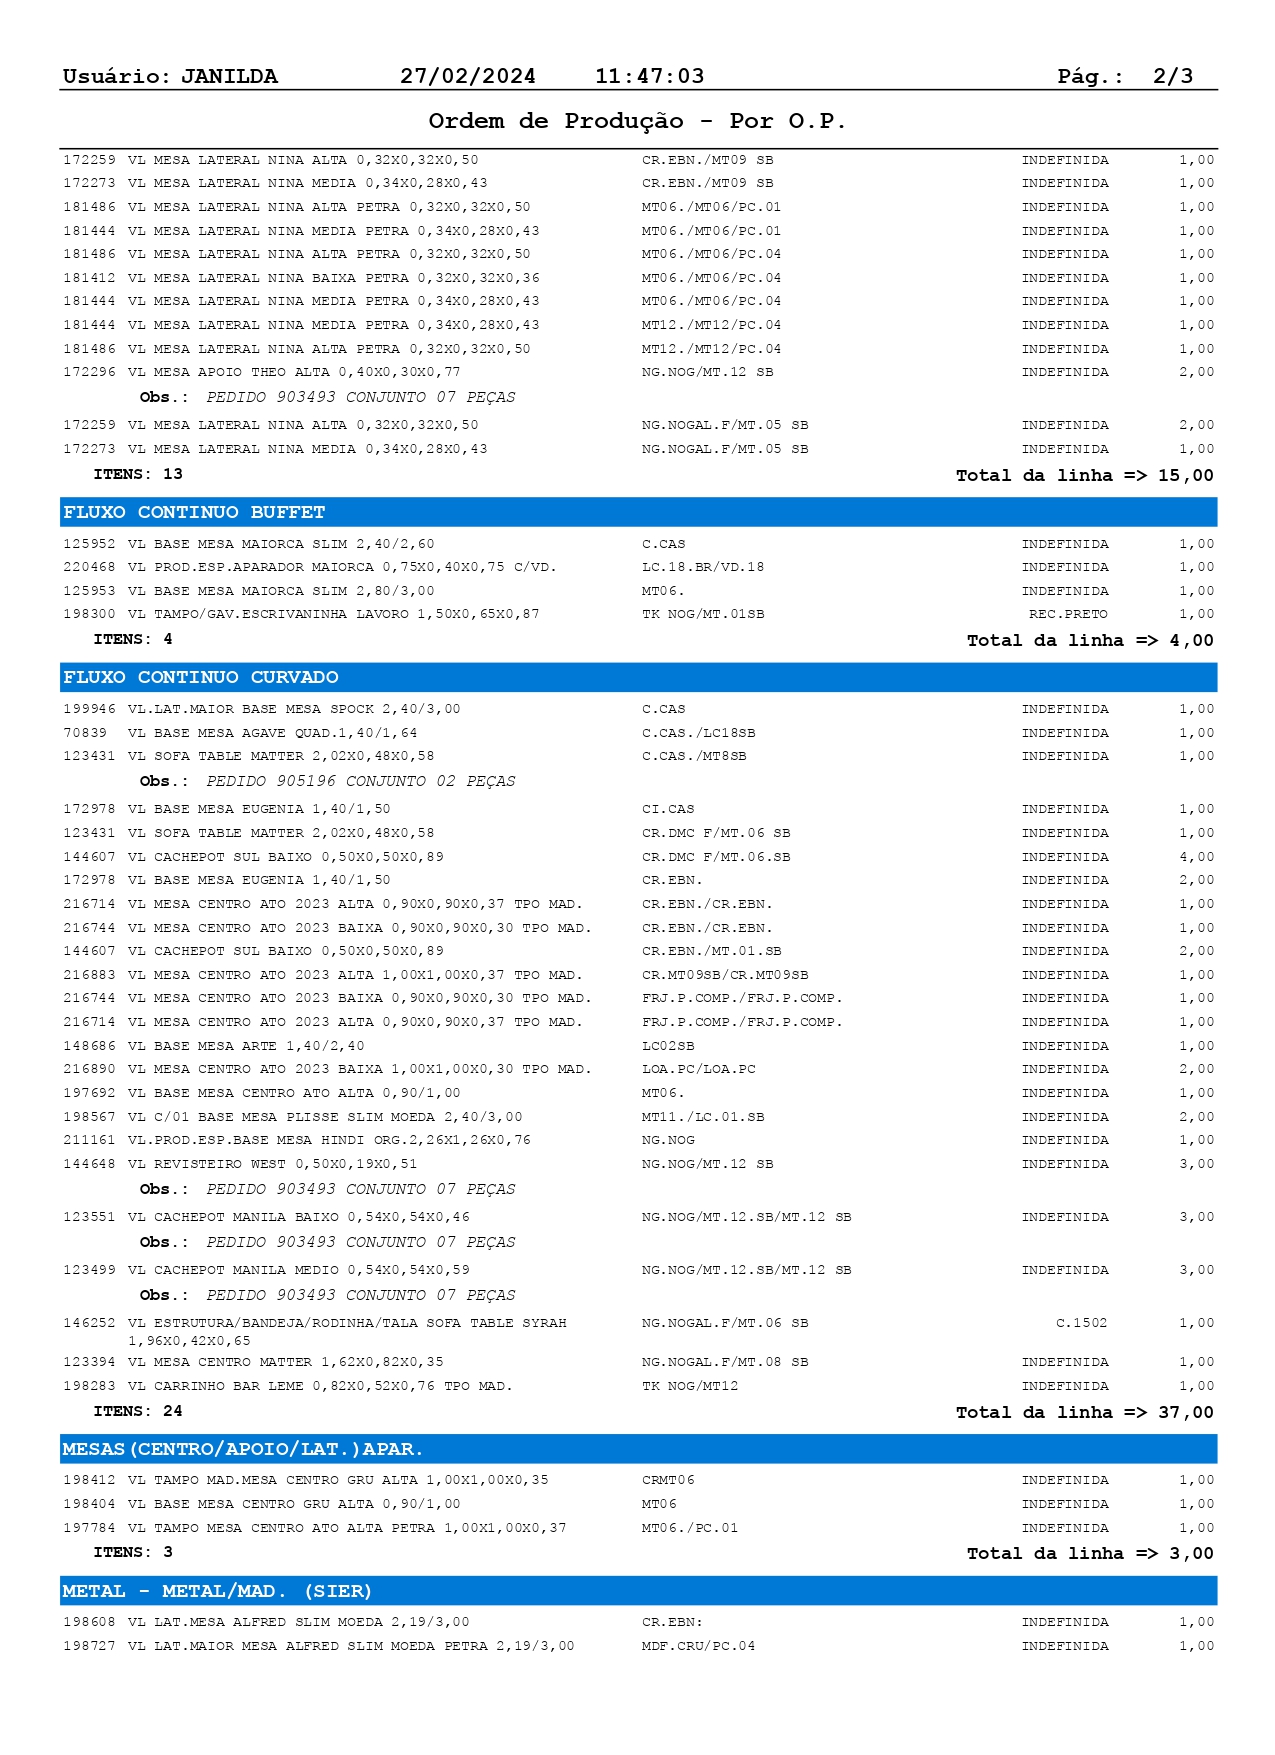 Usuário: JANILDA 27/02/2024 11:47:03 Pág.: 2/3
Ordem de Produção - Por O.P.
172259 VL MESA LATERAL NINA ALTA 0,32X0,32X0,50 CR.EBN./MT09 SB INDEFINIDA 1,00
172273 VL MESA LATERAL NINA MEDIA 0,34X0,28X0,43 CR.EBN./MT09 SB INDEFINIDA 1,00
181486 VL MESA LATERAL NINA ALTA PETRA 0,32X0,32X0,50 MT06./MT06/PC.01 INDEFINIDA 1,00
181444 VL MESA LATERAL NINA MEDIA PETRA 0,34X0,28X0,43 MT06./MT06/PC.01 INDEFINIDA 1,00
181486 VL MESA LATERAL NINA ALTA PETRA 0,32X0,32X0,50 MT06./MT06/PC.04 INDEFINIDA 1,00
181412 VL MESA LATERAL NINA BAIXA PETRA 0,32X0,32X0,36 MT06./MT06/PC.04 INDEFINIDA 1,00
181444 VL MESA LATERAL NINA MEDIA PETRA 0,34X0,28X0,43 MT06./MT06/PC.04 INDEFINIDA 1,00
181444 VL MESA LATERAL NINA MEDIA PETRA 0,34X0,28X0,43 MT12./MT12/PC.04 INDEFINIDA 1,00
181486 VL MESA LATERAL NINA ALTA PETRA 0,32X0,32X0,50 MT12./MT12/PC.04 INDEFINIDA 1,00
172296 VL MESA APOIO THEO ALTA 0,40X0,30X0,77 NG.NOG/MT.12 SB INDEFINIDA 2,00
Obs.: PEDIDO 903493 CONJUNTO 07 PEÇAS
172259 VL MESA LATERAL NINA ALTA 0,32X0,32X0,50 NG.NOGAL.F/MT.05 SB INDEFINIDA 2,00
172273 VL MESA LATERAL NINA MEDIA 0,34X0,28X0,43 NG.NOGAL.F/MT.05 SB INDEFINIDA 1,00
ITENS: 13 Total da linha => 15,00
FLUXO CONTINUO BUFFET
125952 VL BASE MESA MAIORCA SLIM 2,40/2,60 C.CAS INDEFINIDA 1,00
220468 VL PROD.ESP.APARADOR MAIORCA 0,75X0,40X0,75 C/VD. LC.18.BR/VD.18 INDEFINIDA 1,00
125953 VL BASE MESA MAIORCA SLIM 2,80/3,00 MT06. INDEFINIDA 1,00
198300 VL TAMPO/GAV.ESCRIVANINHA LAVORO 1,50X0,65X0,87 TK NOG/MT.01SB REC.PRETO 1,00
ITENS: 4 Total da linha => 4,00
FLUXO CONTINUO CURVADO
199946 VL.LAT.MAIOR BASE MESA SPOCK 2,40/3,00 C.CAS INDEFINIDA 1,00
70839 VL BASE MESA AGAVE QUAD.1,40/1,64 C.CAS./LC18SB INDEFINIDA 1,00
123431 VL SOFA TABLE MATTER 2,02X0,48X0,58 C.CAS./MT8SB INDEFINIDA 1,00
Obs.: PEDIDO 905196 CONJUNTO 02 PEÇAS
172978 VL BASE MESA EUGENIA 1,40/1,50 CI.CAS INDEFINIDA 1,00
123431 VL SOFA TABLE MATTER 2,02X0,48X0,58 CR.DMC F/MT.06 SB INDEFINIDA 1,00
144607 VL CACHEPOT SUL BAIXO 0,50X0,50X0,89 CR.DMC F/MT.06.SB INDEFINIDA 4,00
172978 VL BASE MESA EUGENIA 1,40/1,50 CR.EBN. INDEFINIDA 2,00
216714 VL MESA CENTRO ATO 2023 ALTA 0,90X0,90X0,37 TPO MAD. CR.EBN./CR.EBN. INDEFINIDA 1,00
216744 VL MESA CENTRO ATO 2023 BAIXA 0,90X0,90X0,30 TPO MAD. CR.EBN./CR.EBN. INDEFINIDA 1,00
144607 VL CACHEPOT SUL BAIXO 0,50X0,50X0,89 CR.EBN./MT.01.SB INDEFINIDA 2,00
216883 VL MESA CENTRO ATO 2023 ALTA 1,00X1,00X0,37 TPO MAD. CR.MT09SB/CR.MT09SB INDEFINIDA 1,00
216744 VL MESA CENTRO ATO 2023 BAIXA 0,90X0,90X0,30 TPO MAD. FRJ.P.COMP./FRJ.P.COMP. INDEFINIDA 1,00
216714 VL MESA CENTRO ATO 2023 ALTA 0,90X0,90X0,37 TPO MAD. FRJ.P.COMP./FRJ.P.COMP. INDEFINIDA 1,00
148686 VL BASE MESA ARTE 1,40/2,40 LC02SB INDEFINIDA 1,00
216890 VL MESA CENTRO ATO 2023 BAIXA 1,00X1,00X0,30 TPO MAD. LOA.PC/LOA.PC INDEFINIDA 2,00
197692 VL BASE MESA CENTRO ATO ALTA 0,90/1,00 MT06. INDEFINIDA 1,00
198567 VL C/01 BASE MESA PLISSE SLIM MOEDA 2,40/3,00 MT11./LC.01.SB INDEFINIDA 2,00
211161 VL.PROD.ESP.BASE MESA HINDI ORG.2,26X1,26X0,76 NG.NOG INDEFINIDA 1,00
144648 VL REVISTEIRO WEST 0,50X0,19X0,51 NG.NOG/MT.12 SB INDEFINIDA 3,00
Obs.: PEDIDO 903493 CONJUNTO 07 PEÇAS
123551 VL CACHEPOT MANILA BAIXO 0,54X0,54X0,46 NG.NOG/MT.12.SB/MT.12 SB INDEFINIDA 3,00
Obs.: PEDIDO 903493 CONJUNTO 07 PEÇAS
123499 VL CACHEPOT MANILA MEDIO 0,54X0,54X0,59 NG.NOG/MT.12.SB/MT.12 SB INDEFINIDA 3,00
Obs.: PEDIDO 903493 CONJUNTO 07 PEÇAS
146252 VL ESTRUTURA/BANDEJA/RODINHA/TALA SOFA TABLE SYRAH NG.NOGAL.F/MT.06 SB C.1502 1,00
1,96X0,42X0,65
123394 VL MESA CENTRO MATTER 1,62X0,82X0,35 NG.NOGAL.F/MT.08 SB INDEFINIDA 1,00
198283 VL CARRINHO BAR LEME 0,82X0,52X0,76 TPO MAD. TK NOG/MT12 INDEFINIDA 1,00
ITENS: 24 Total da linha => 37,00
MESAS(CENTRO/APOIO/LAT.)APAR.
198412 VL TAMPO MAD.MESA CENTRO GRU ALTA 1,00X1,00X0,35 CRMT06 INDEFINIDA 1,00
198404 VL BASE MESA CENTRO GRU ALTA 0,90/1,00 MT06 INDEFINIDA 1,00
197784 VL TAMPO MESA CENTRO ATO ALTA PETRA 1,00X1,00X0,37 MT06./PC.01 INDEFINIDA 1,00
ITENS: 3 Total da linha => 3,00
METAL - METAL/MAD. (SIER)
198608 VL LAT.MESA ALFRED SLIM MOEDA 2,19/3,00 CR.EBN: INDEFINIDA 1,00
198727 VL LAT.MAIOR MESA ALFRED SLIM MOEDA PETRA 2,19/3,00 MDF.CRU/PC.04 INDEFINIDA 1,00